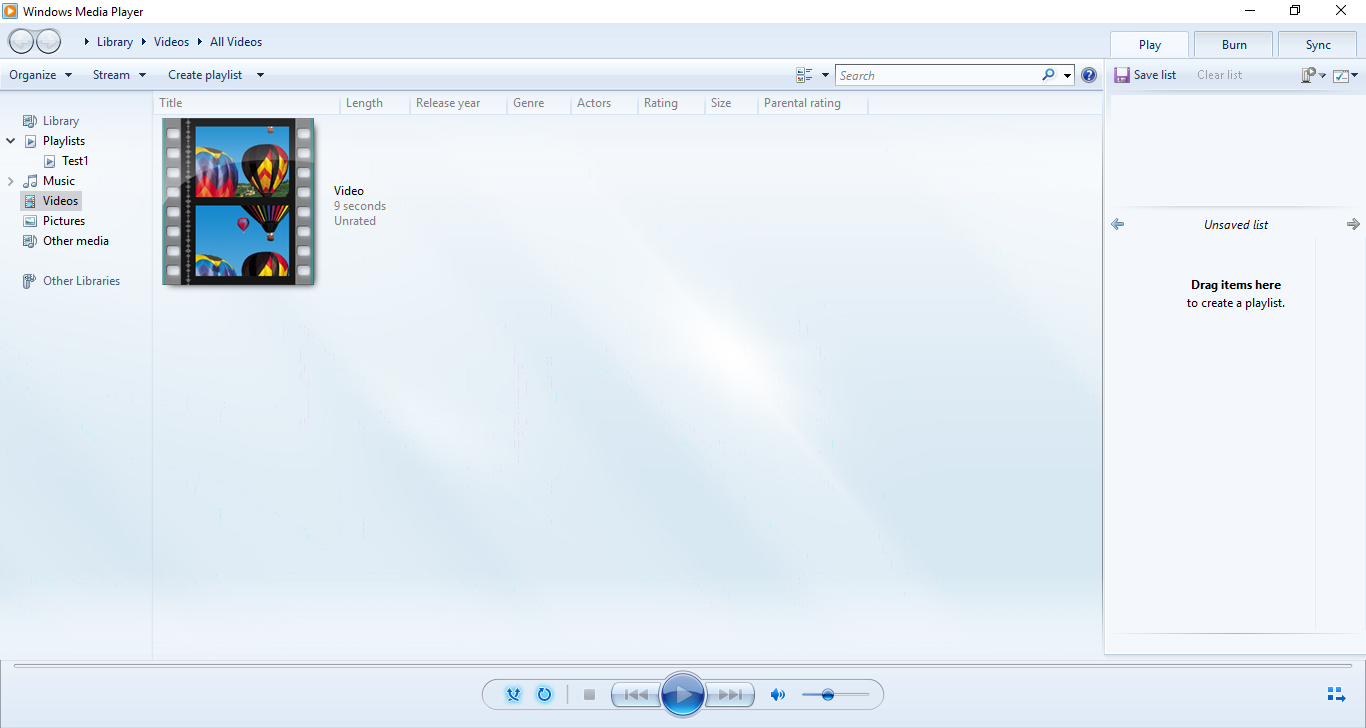 Windows Media Player
Library Videos All Videos
Play Burn Sync
Organize Stream Create playlist
Search
Save list Clear list
Title Length Release year Genre Actors Rating Size Parental rating
Library
Playlists
Test1
Music
Videos
Pictures
Other media
Other Libraries
Video
9 seconds
Unrated
Unsaved list
Drag items here
to create a playlist.